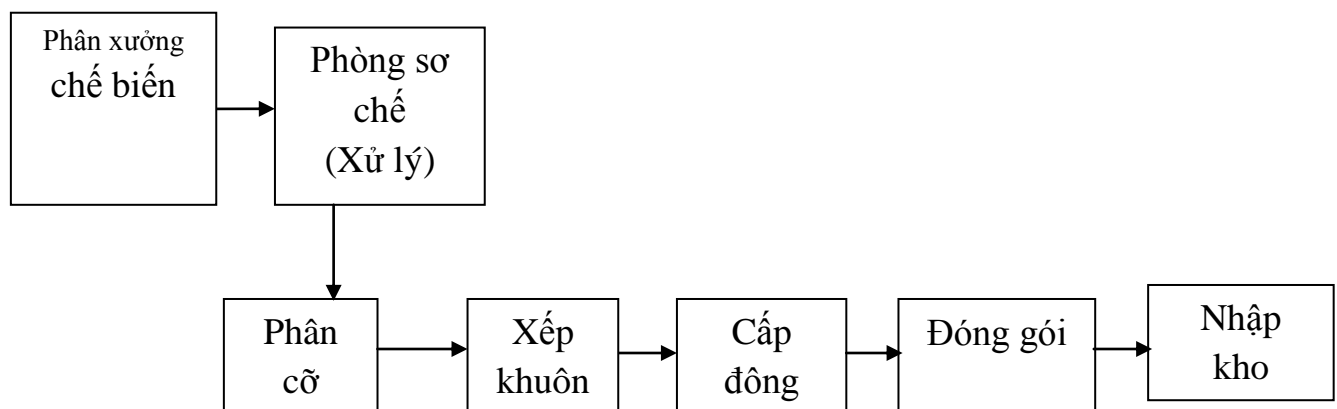 Phân xưởng
chế biến
Phòng sơ
chế
(Xử lý)
Phân
cỡ
Xếp
khuôn
Cấp
đông
Đóng gói
Nhập
kho